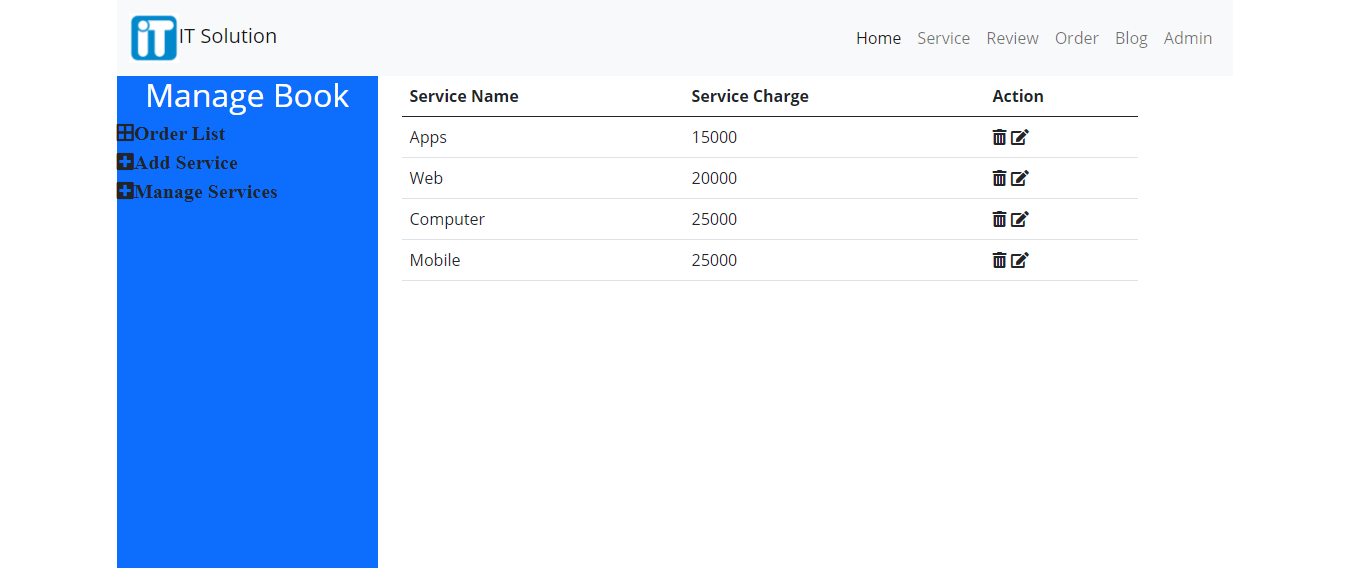 iT IT Solution
Home Service Review Order Blog Admin
Manage Book
Order List
Add Service
Manage Services
Service Name Service Charge Action
Apps 15000
Web 20000
Computer 25000
Mobile 25000